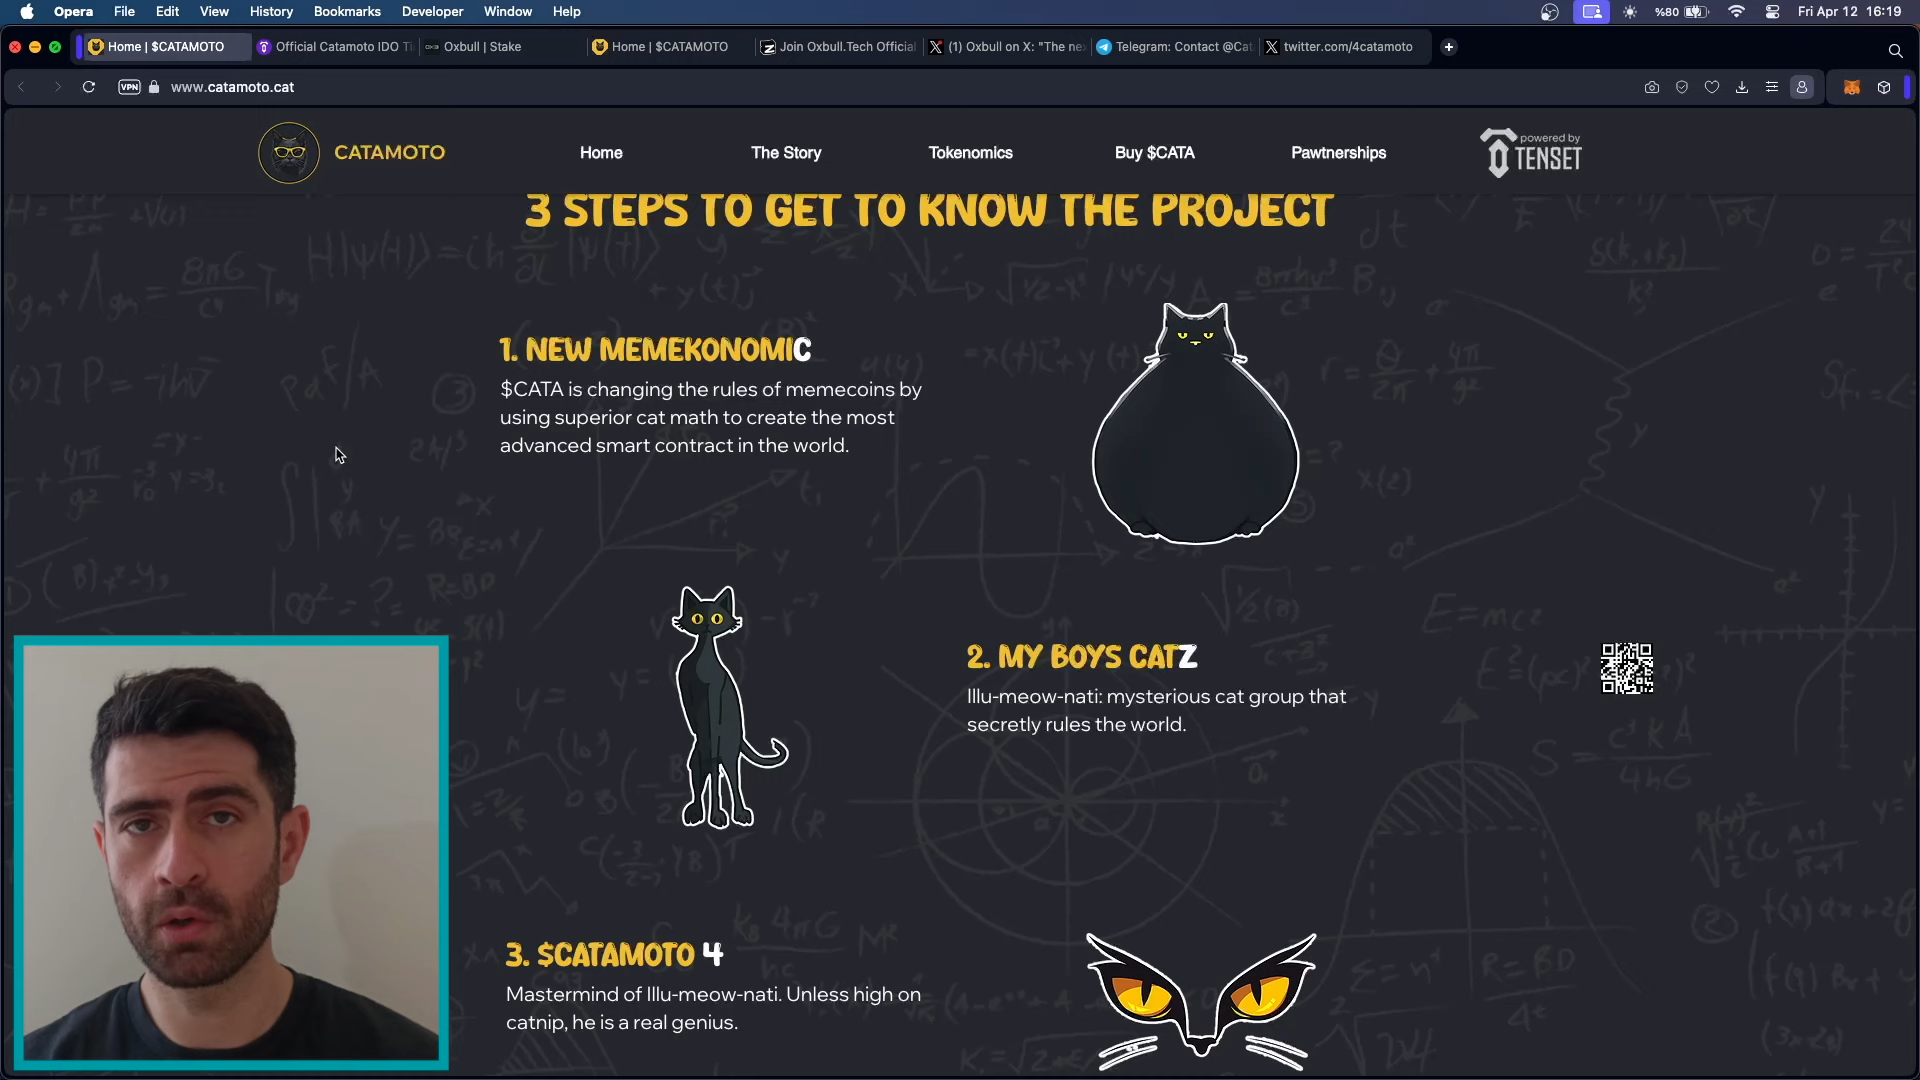 Opera File Edit View History Bookmarks Developer Window Help %80 Fri Apr 12 16:19
Home | $CATAMOTO
Official Catamoto IDO Ti
Oxbull | Stake
Home | $CATAMOTO
Join Oxbull.Tech Official
(1) Oxbull on X: "The ne
Telegram: Contact @Cat
twitter.com/4catamoto
VPN www.catamoto.cat
CATAMOTO Home The Story Tokenomics Buy $CATA Pawtnerships powered by TENSET
3 STEPS TO GET TO KNOW THE PROJECT
1. NEW MEMEKONOMIC
$CATA is changing the rules of memecoins by
using superior cat math to create the most
advanced smart contract in the world.
2. MY BOYS CATZ
Illu-meow-nati: mysterious cat group that
secretly rules the world.
3. $CATAMOTO 4
Mastermind of Illu-meow-nati. Unless high on
catnip, he is a real genius.